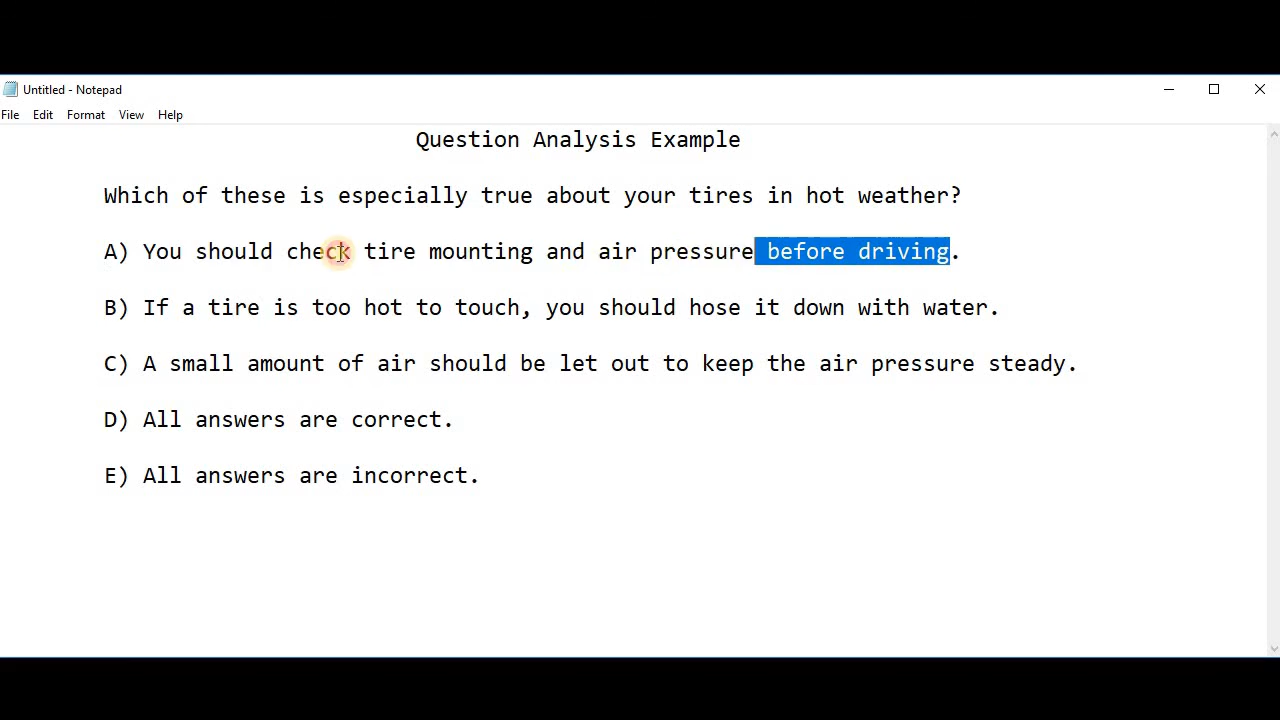 Untitled - Notepad
File Edit Format View Help
Question Analysis Example
Which of these is especially true about your tires in hot weather?
A) You should check tire mounting and air pressure before driving.
B) If a tire is too hot to touch, you should hose it down with water.
C) A small amount of air should be let out to keep the air pressure steady.
D) All answers are correct.
E) All answers are incorrect.